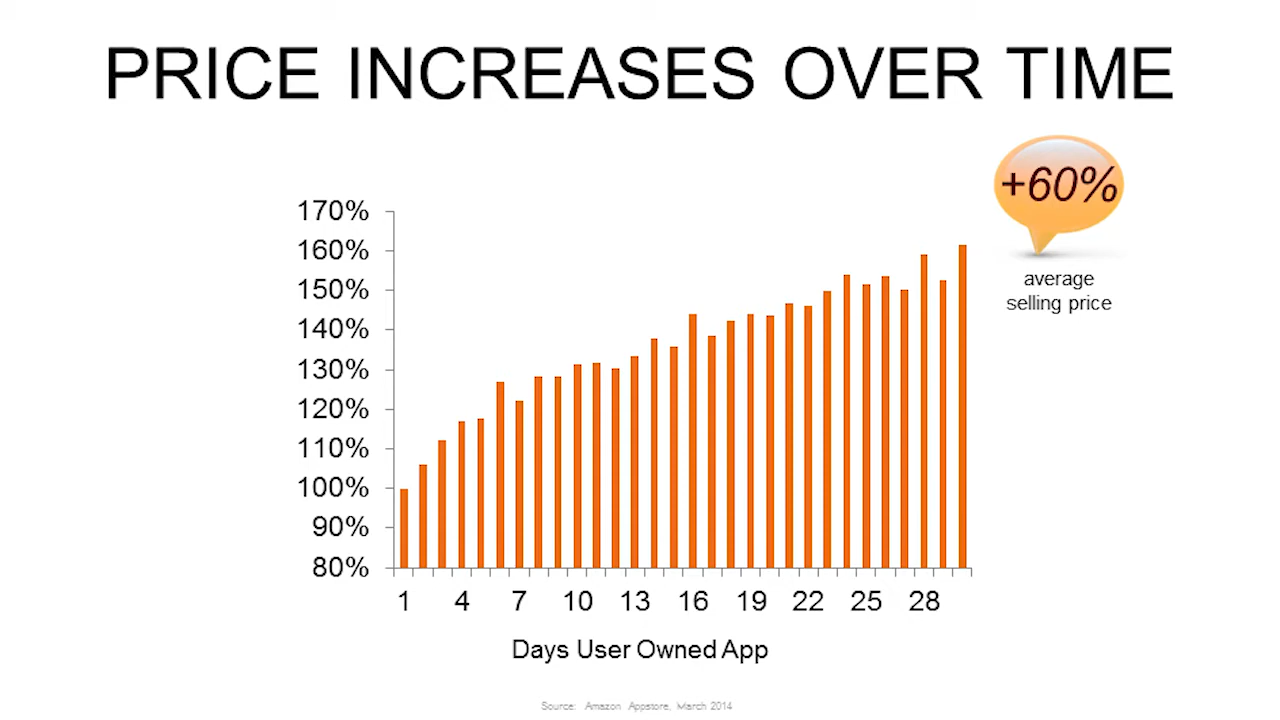 PRICE INCREASES OVER TIME
+60%
average
selling price
170%
160%
150%
140%
130%
120%
110%
100%
90%
80%
1 4 7 10 13 16 19 22 25 28
Days User Owned App
Source: Amazon Appstore, March 2014